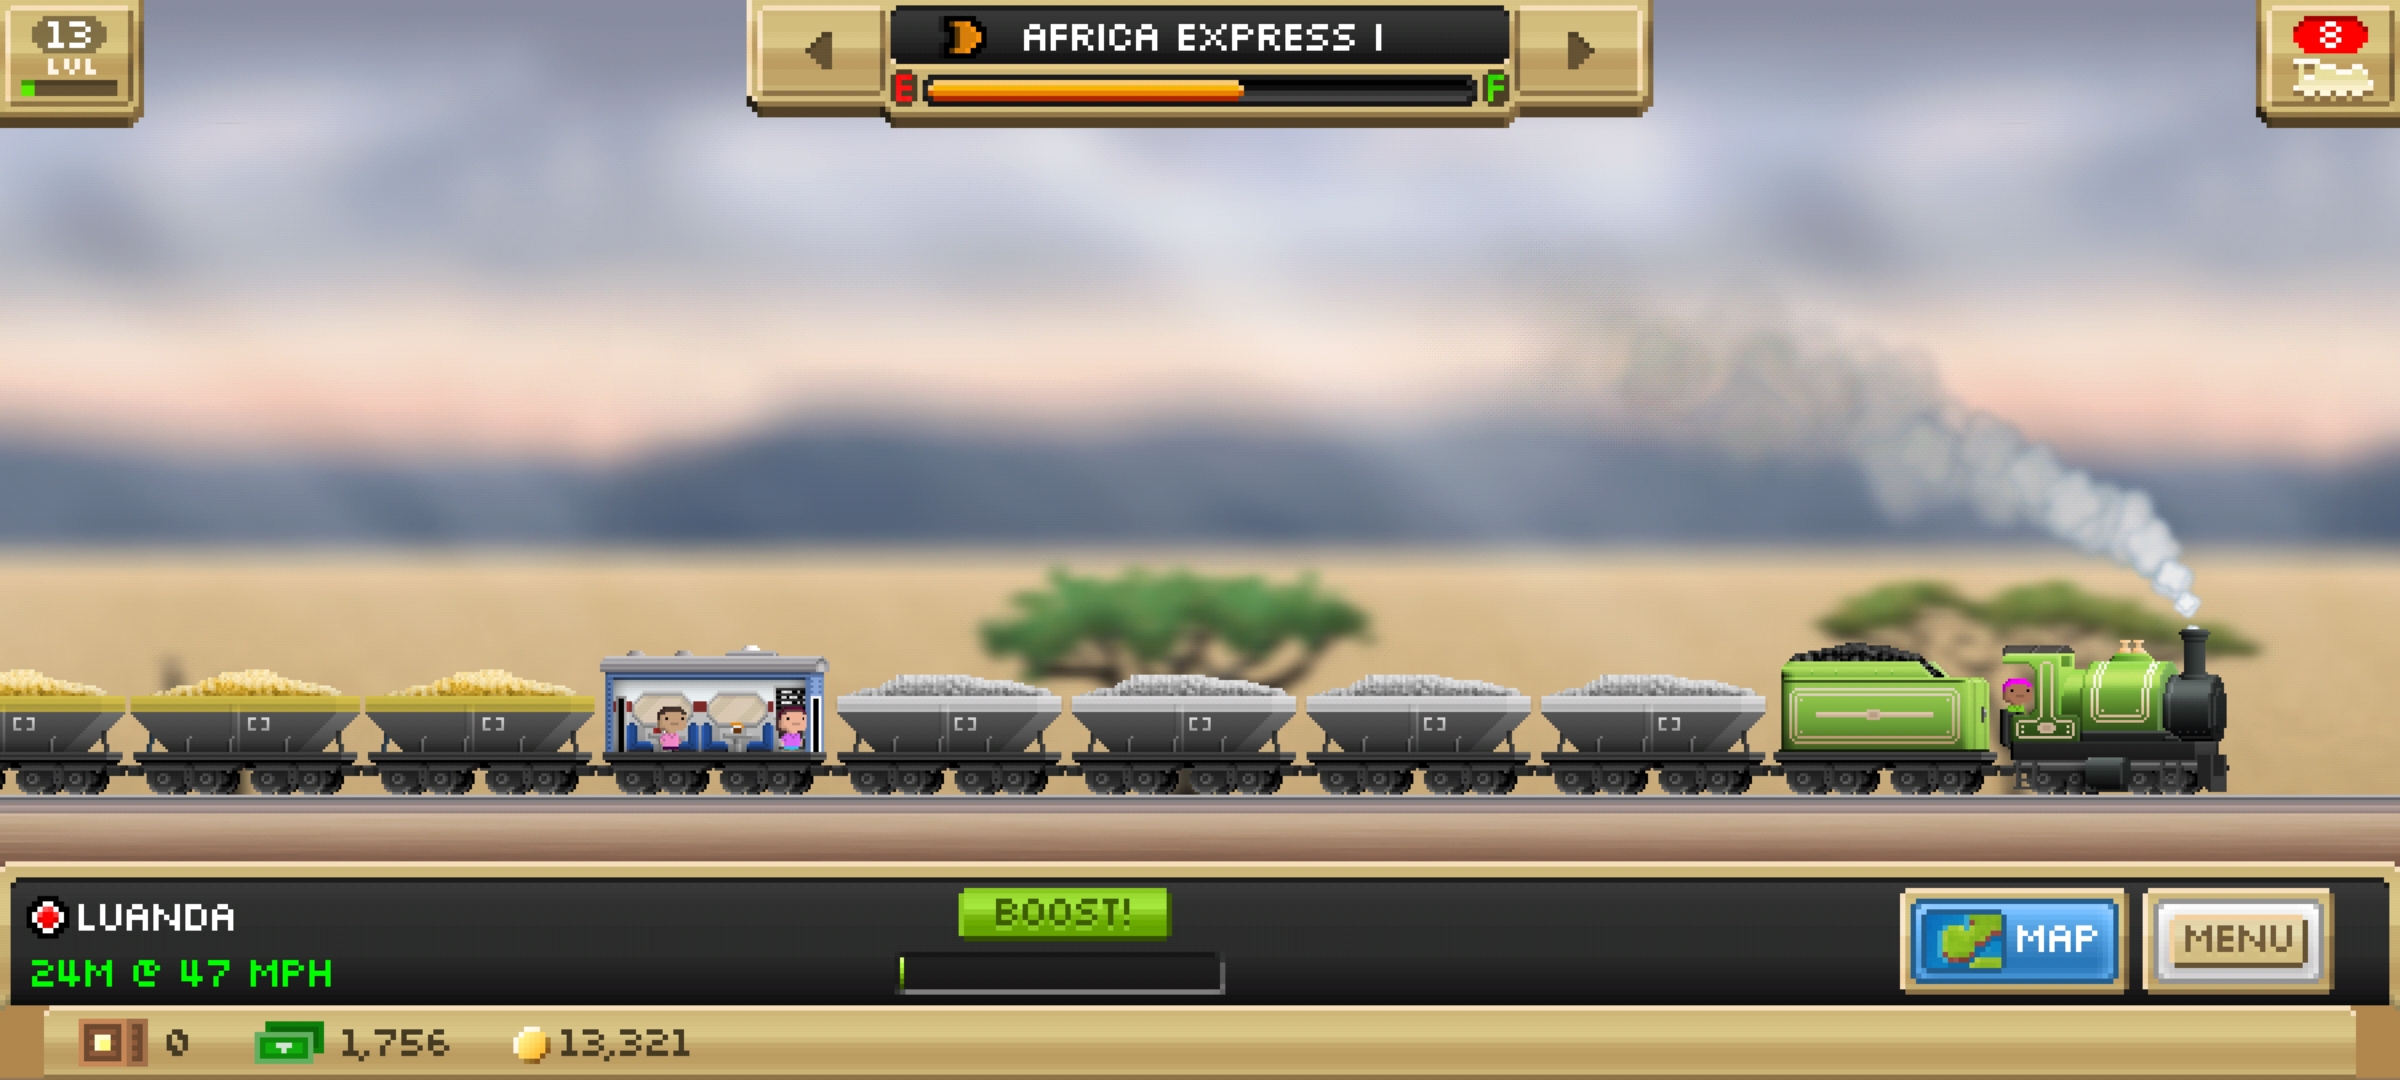 13
LVL
AFRICA EXPRESS I
E F
8
LUANDA
24M @ 47 MPH
BOOST!
MAP
MENU
0
1,756
13,321